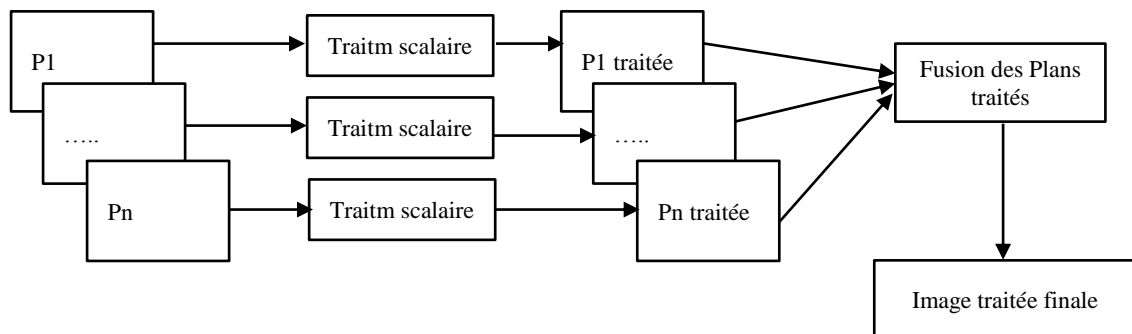 P1
Traitm scalaire
P1 traitée
Fusion des Plans
traités
…..
Traitm scalaire
…..
Pn
Traitm scalaire
Pn traitée
Image traitée finale